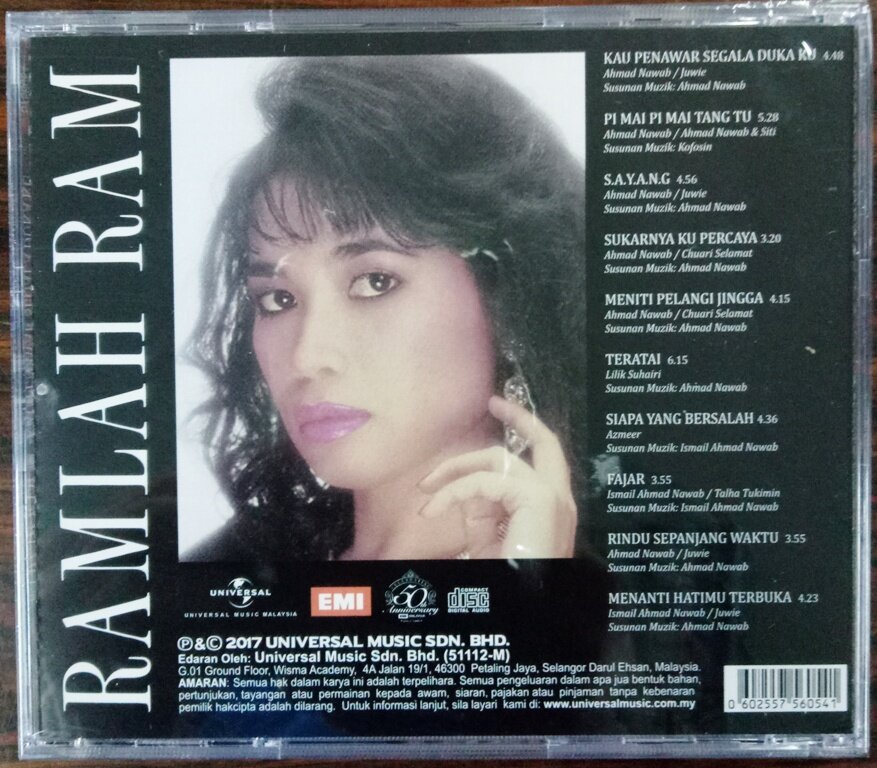 RAMLAH RAM
KAU PENAWAR SEGALA DUKA KU 4.48
Ahmad Nawab / Juwie
Susunan Muzik: Ahmad Nawab
PI MAI PI MAI TANG TU 5.28
Ahmad Nawab / Ahmad Nawab & Siti
Susunan Muzik: Kofosin
S.A.Y.A.N.G 4.56
Ahmad Nawab / Juwie
Susunan Muzik: Ahmad Nawab
SUKARNYA KU PERCAYA 3.20
Ahmad Nawab / Chuari Selamat
Susunan Muzik: Ahmad Nawab
MENITI PELANGI JINGGA 4.15
Ahmad Nawab / Chuari Selamat
Susunan Muzik: Ahmad Nawab
TERATAI 6.15
Lilik Suhairi
Susunan Muzik: Ahmad Nawab
SIAPA YANG BERSALAH 4.36
Azmeer
Susunan Muzik: Ismail Ahmad Nawab
FAJAR 3.55
Ismail Ahmad Nawab / Talha Tukimin
Susunan Muzik: Ismail Ahmad Nawab
RINDU SEPANJANG WAKTU 3.55
Ahmad Nawab / Juwie
Susunan Muzik: Ahmad Nawab
MENANTI HATIMU TERBUKA 4.23
Ismail Ahmad Nawab / Juwie
Susunan Muzik: Ahmad Nawab
UNIVERSAL
UNIVERSAL MUSIC MALAYSIA
EMI
50
Anniversary
COMPACT
disc
DIGITAL AUDIO
℗&© 2017 UNIVERSAL MUSIC SDN. BHD.
Edaran Oleh: Universal Music Sdn. Bhd. (51112-M)
G.01 Ground Floor, Wisma Academy, 4A Jalan 19/1, 46300 Petaling Jaya, Selangor Darul Ehsan, Malaysia.
AMARAN: Semua hak dalam karya ini adalah terpelihara. Semua pengeluaran dalam apa jua bentuk bahan,
pertunjukan, tayangan atau permainan kepada awam, siaran, pajakan atau pinjaman tanpa kebenaran
pemilik hakcipta adalah dilarang. Untuk informasi lanjut, sila layari kami di: www.universalmusic.com.my
0 602557 560541